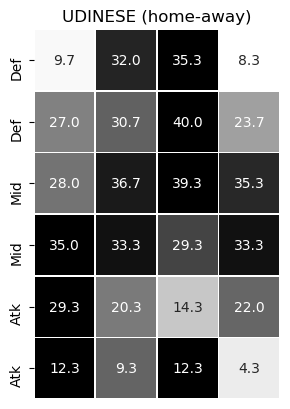 UDINESE (home-away)
Def 9.7 32.0 35.3 8.3
Def 27.0 30.7 40.0 23.7
Mid 28.0 36.7 39.3 35.3
Mid 35.0 33.3 29.3 33.3
Atk 29.3 20.3 14.3 22.0
Atk 12.3 9.3 12.3 4.3